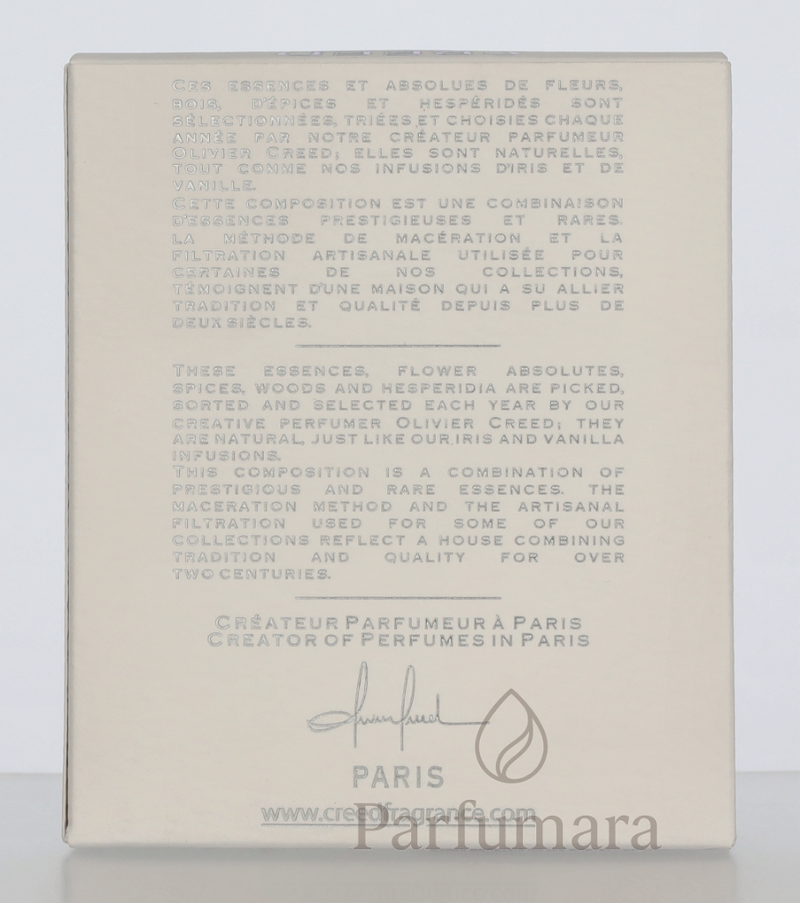 CES ESSENCES ET ABSOLUES DE FLEURS,
BOIS, D'ÉPICES ET HESPÉRIDÉS SONT
SÉLECTIONNÉES, TRIÉES ET CHOISIES CHAQUE
ANNÉE PAR NOTRE CRÉATEUR PARFUMEUR
OLIVIER CREED; ELLES SONT NATURELLES,
TOUT COMME NOS INFUSIONS D'IRIS ET DE
VANILLE.
CETTE COMPOSITION EST UNE COMBINAISON
D'ESSENCES PRESTIGIEUSES ET RARES.
LA MÉTHODE DE MACÉRATION ET LA
FILTRATION ARTISANALE UTILISÉE POUR
CERTAINES DE NOS COLLECTIONS,
TÉMOIGNENT D'UNE MAISON QUI A SU ALLIER
TRADITION ET QUALITÉ DEPUIS PLUS DE
DEUX SIÈCLES.
THESE ESSENCES, FLOWER ABSOLUTES,
SPICES, WOODS AND HESPERIDIA ARE PICKED,
SORTED AND SELECTED EACH YEAR BY OUR
CREATIVE PERFUMER OLIVIER CREED; THEY
ARE NATURAL, JUST LIKE OUR IRIS AND VANILLA
INFUSIONS.
THIS COMPOSITION IS A COMBINATION OF
PRESTIGIOUS AND RARE ESSENCES. THE
MACERATION METHOD AND THE ARTISANAL
FILTRATION USED FOR SOME OF OUR
COLLECTIONS REFLECT A HOUSE COMBINING
TRADITION AND QUALITY FOR OVER
TWO CENTURIES.
CRÉATEUR PARFUMEUR À PARIS
CREATOR OF PERFUMES IN PARIS
PARIS
www.creedfragrance.com
Parfumara